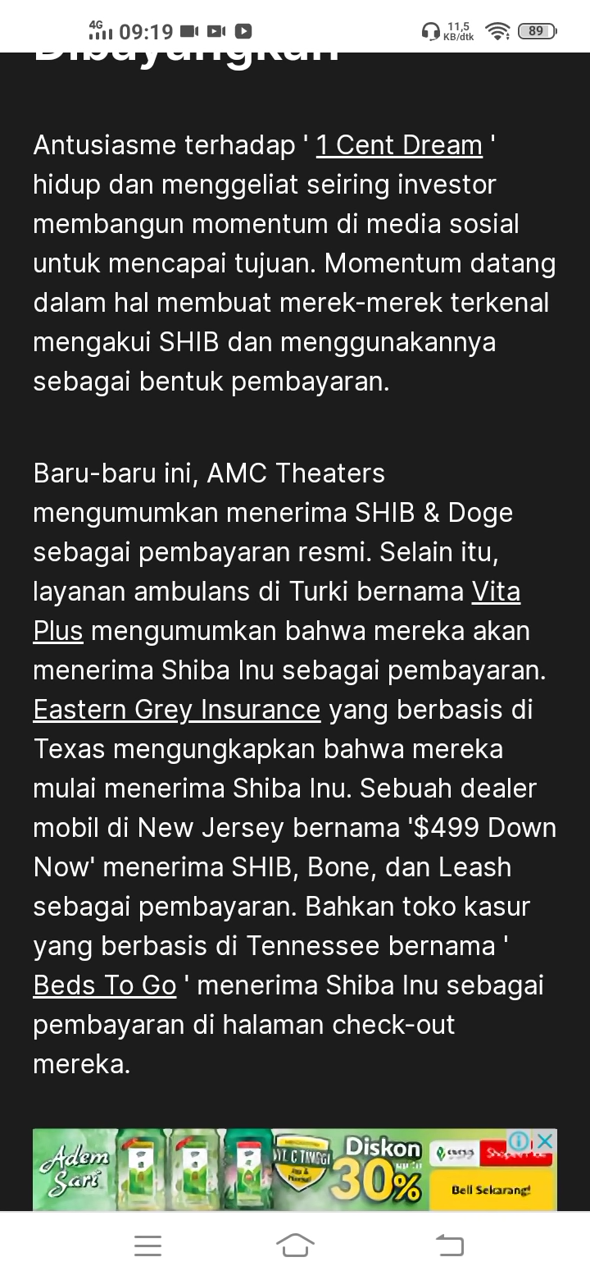 4G 09:19 11,5 KB/dtk 89
Dibayangkan
Antusiasme terhadap ' 1 Cent Dream '
hidup dan menggeliat seiring investor
membangun momentum di media sosial
untuk mencapai tujuan. Momentum datang
dalam hal membuat merek-merek terkenal
mengakui SHIB dan menggunakannya
sebagai bentuk pembayaran.
Baru-baru ini, AMC Theaters
mengumumkan menerima SHIB & Doge
sebagai pembayaran resmi. Selain itu,
layanan ambulans di Turki bernama Vita
Plus mengumumkan bahwa mereka akan
menerima Shiba Inu sebagai pembayaran.
Eastern Grey Insurance yang berbasis di
Texas mengungkapkan bahwa mereka
mulai menerima Shiba Inu. Sebuah dealer
mobil di New Jersey bernama '$499 Down
Now' menerima SHIB, Bone, dan Leash
sebagai pembayaran. Bahkan toko kasur
yang berbasis di Tennessee bernama '
Beds To Go ' menerima Shiba Inu sebagai
pembayaran di halaman check-out
mereka.
Adem
Sari
Diskon
up to
30%
Beli Sekarang!